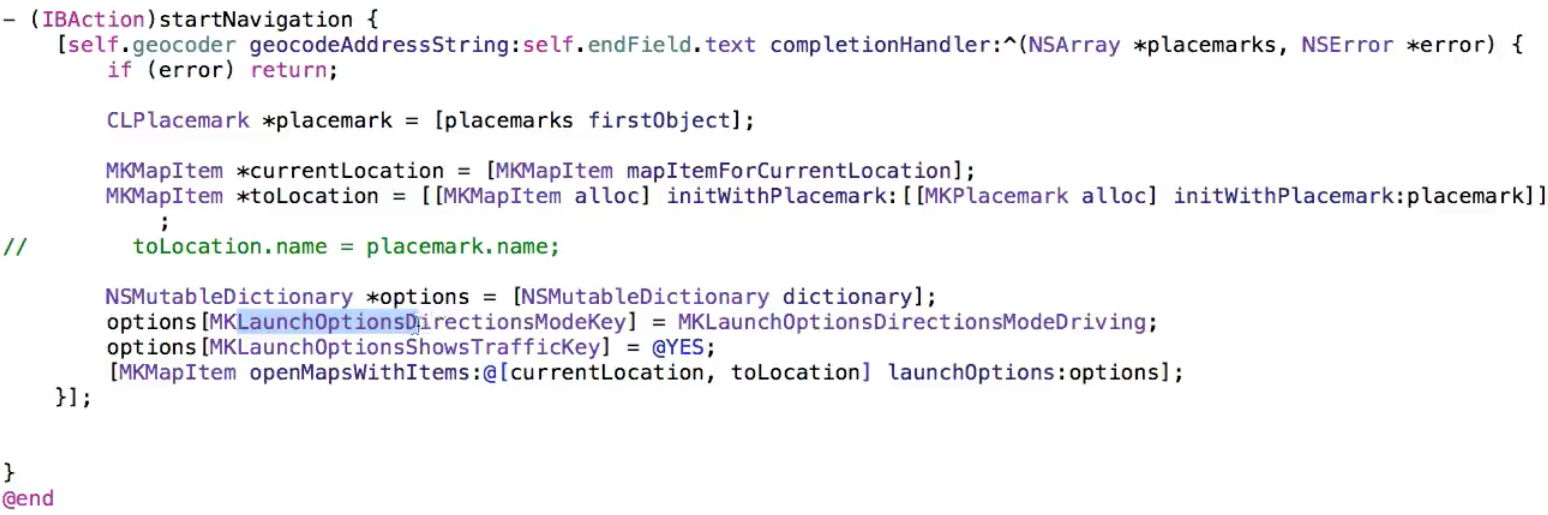 - (IBAction)startNavigation {
    [self.geocoder geocodeAddressString:self.endField.text completionHandler:^(NSArray *placemarks, NSError *error) {
        if (error) return;

        CLPlacemark *placemark = [placemarks firstObject];

        MKMapItem *currentLocation = [MKMapItem mapItemForCurrentLocation];
        MKMapItem *toLocation = [[MKMapItem alloc] initWithPlacemark:[[MKPlacemark alloc] initWithPlacemark:placemark]]
            ;
//        toLocation.name = placemark.name;

        NSMutableDictionary *options = [NSMutableDictionary dictionary];
        options[MKLaunchOptionsDirectionsModeKey] = MKLaunchOptionsDirectionsModeDriving;
        options[MKLaunchOptionsShowsTrafficKey] = @YES;
        [MKMapItem openMapsWithItems:@[currentLocation, toLocation] launchOptions:options];
    }];


}
@end